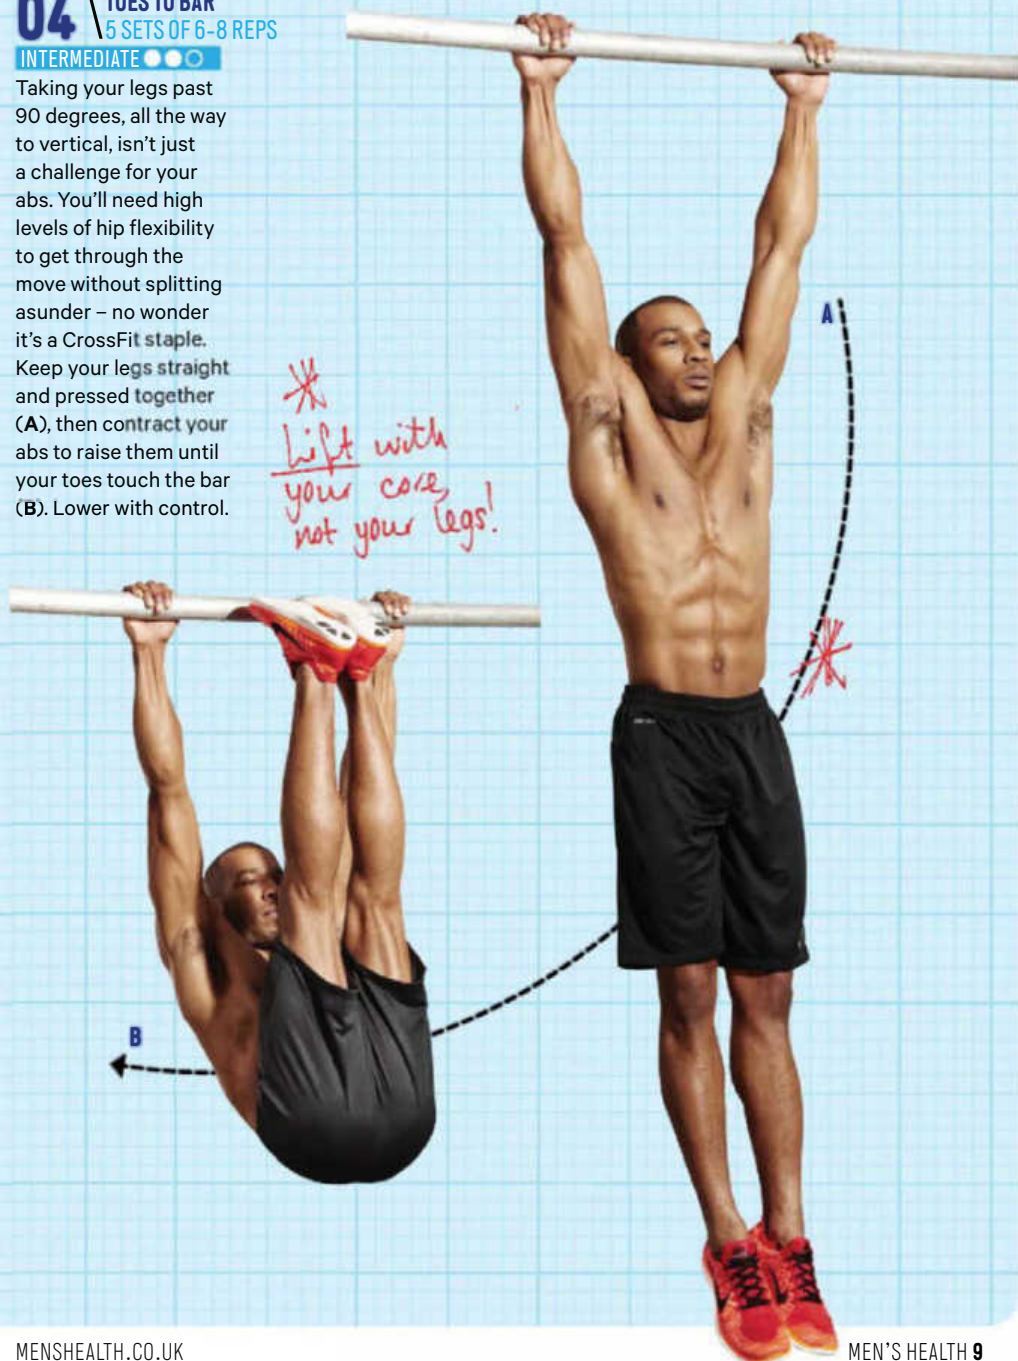 04
TOES TO BAR
5 SETS OF 6-8 REPS
INTERMEDIATE
Taking your legs past
90 degrees, all the way
to vertical, isn’t just
a challenge for your
abs. You’ll need high
levels of hip flexibility
to get through the
move without splitting
asunder – no wonder
it’s a CrossFit staple.
Keep your legs straight
and pressed together
(A), then contract your
abs to raise them until
your toes touch the bar
(B). Lower with control.
Lift with
your core,
not your legs!
A
B
MENSHEALTH.CO.UK
MEN’S HEALTH 9